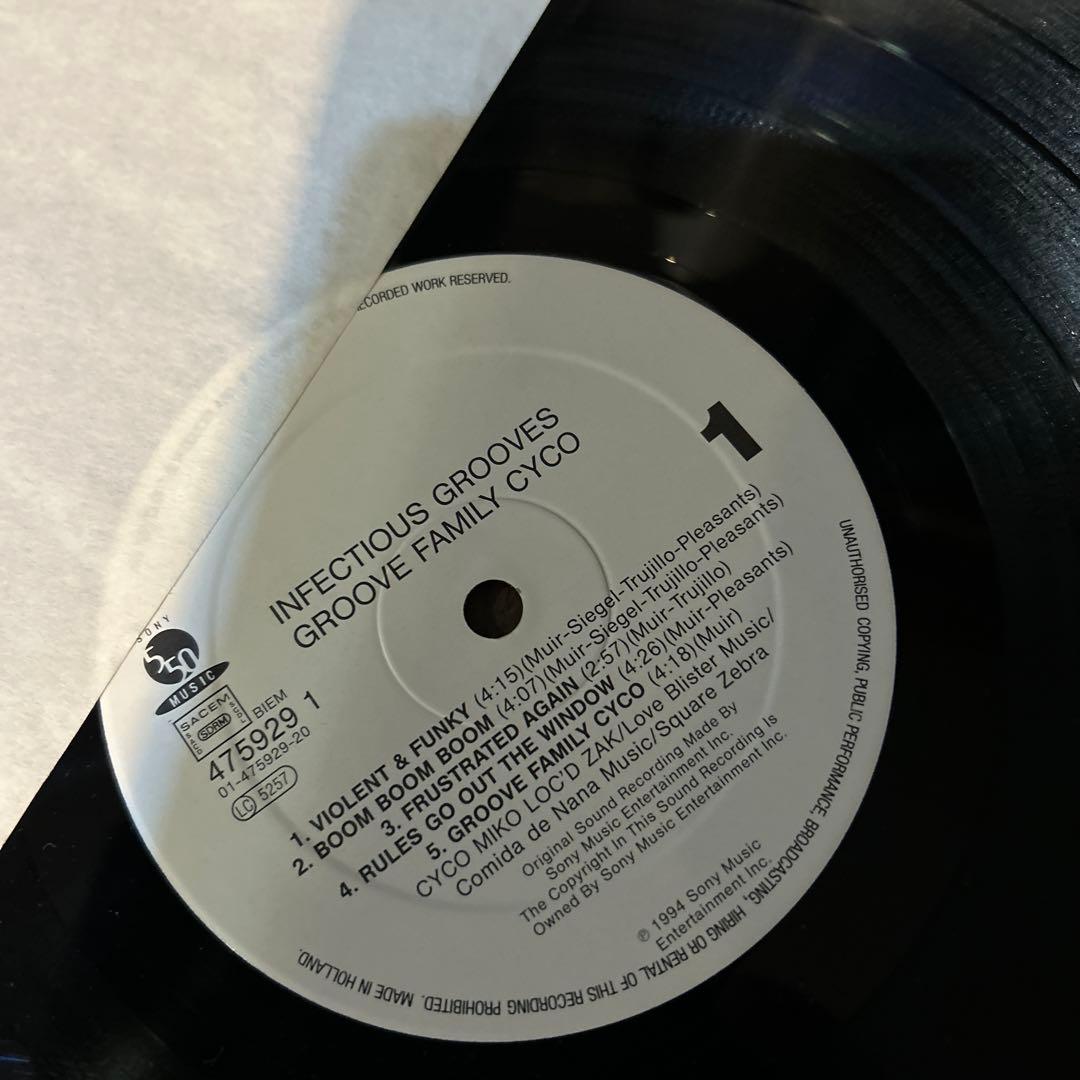 RECORDED WORK RESERVED.
1
INFECTIOUS GROOVES
GROOVE FAMILY CYCO
SONY
550
MUSIC
SACEM
SDRM
BIEM
475929 1
01-475929-20
LC 5257
1. VIOLENT & FUNKY (4:15)(Muir-Siegel-Trujillo-Pleasants)
2. BOOM BOOM BOOM (4:07)(Muir-Siegel-Trujillo-Pleasants)
3. FRUSTRATED AGAIN (2:57)(Muir-Trujillo)
4. RULES GO OUT THE WINDOW (4:26)(Muir-Pleasants)
5. GROOVE FAMILY CYCO (4:18)(Muir)
CYCO MIKO LOC'D ZAK/Love Blister Music/
Comida de Nana Music/Square Zebra
Original Sound Recording Made By
Sony Music Entertainment Inc.
The Copyright In This Sound Recording Is
Owned By Sony Music Entertainment Inc.
℗ 1994 Sony Music
Entertainment Inc.
UNAUTHORISED COPYING, PUBLIC PERFORMANCE, BROADCASTING, HIRING OR RENTAL OF THIS RECORDING PROHIBITED. MADE IN HOLLAND.